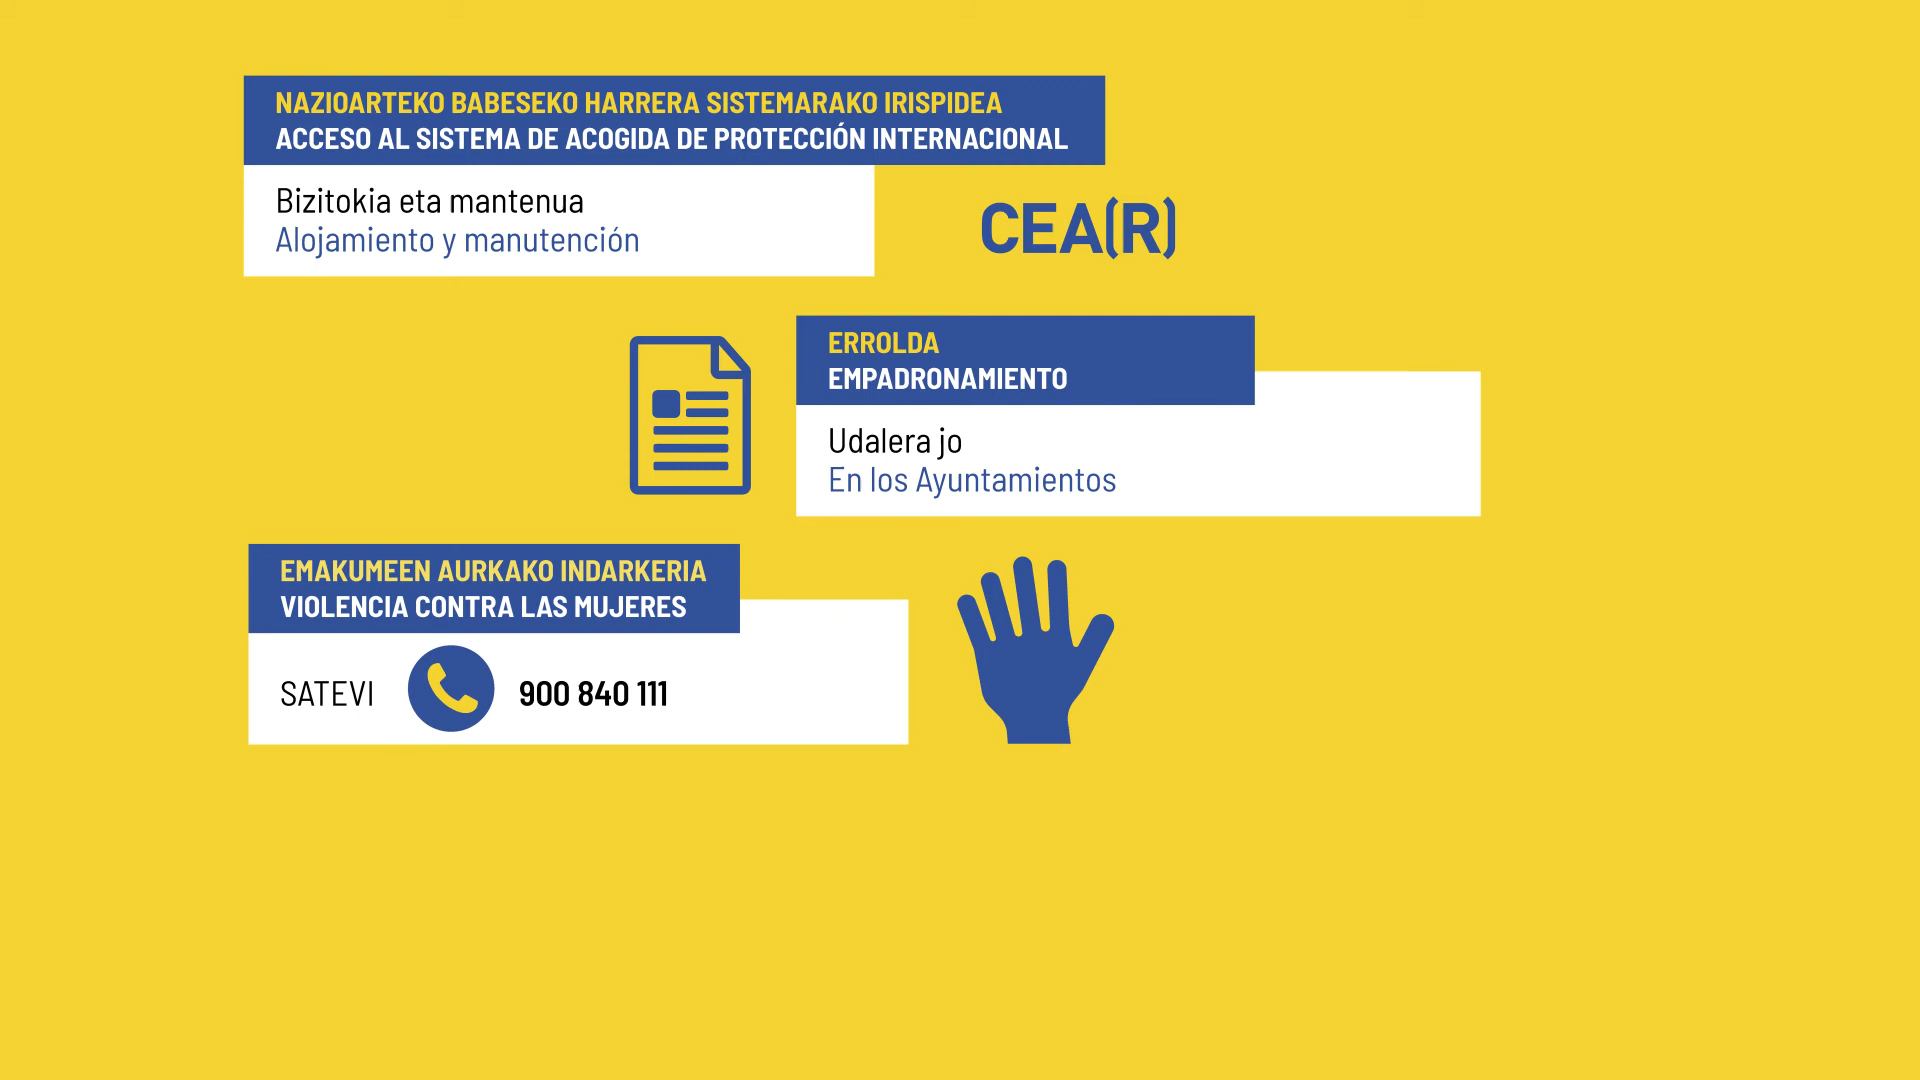 NAZIOARTEKO BABESEKO HARRERA SISTEMARAKO IRISPIDEA
ACCESO AL SISTEMA DE ACOGIDA DE PROTECCIÓN INTERNACIONAL
Bizitokia eta mantenua
Alojamiento y manutención
CEA(R)
ERROLDA
EMPADRONAMIENTO
Udalera jo
En los Ayuntamientos
EMAKUMEEN AURKAKO INDARKERIA
VIOLENCIA CONTRA LAS MUJERES
SATEVI 900 840 111